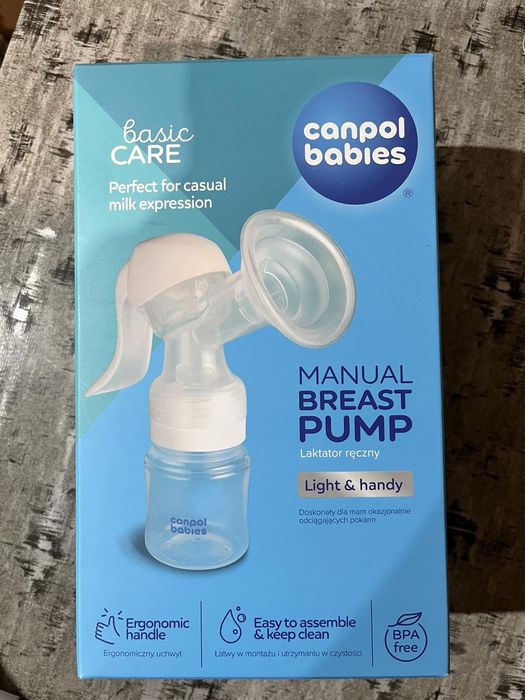 basic
CARE
Perfect for casual
milk expression
canpol
babies
®
MANUAL
BREAST
PUMP
Laktator ręczny
Light & handy
Doskonały dla mam okazjonalnie
odciągających pokarm
canpol
babies
Ergonomic
handle
Ergonomiczny uchwyt
Easy to assemble
& keep clean
Łatwy w montażu i utrzymaniu w czystości
BPA
free